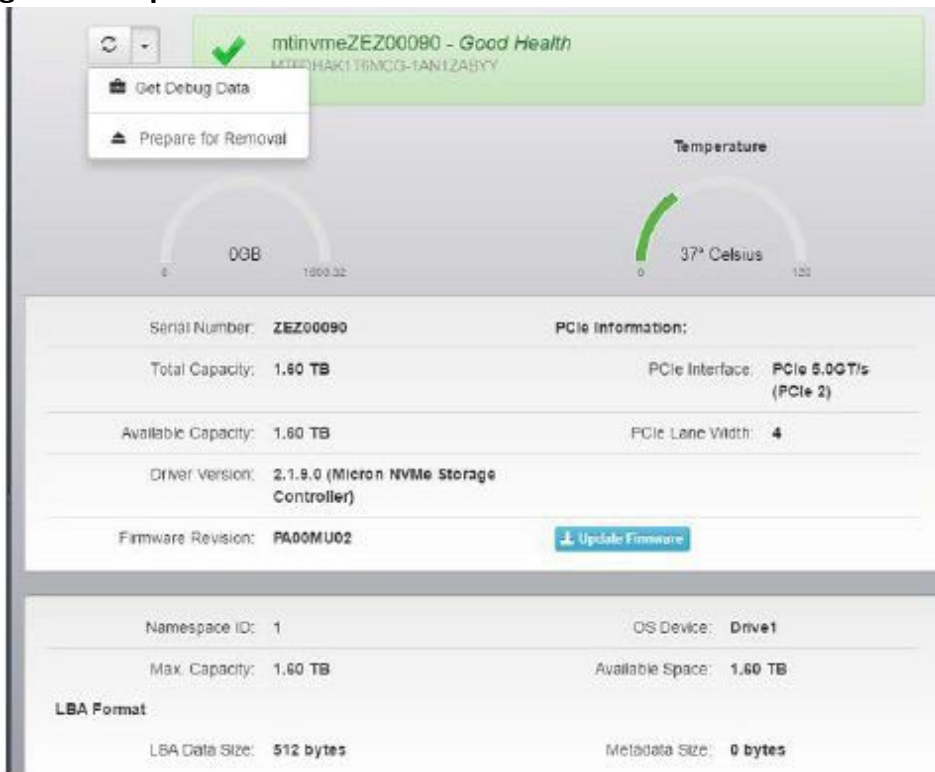 mtinvmeZEZ00090 - Good Health
Get Debug Data
Prepare for Removal
Temperature
0GB
0
1600.32
37° Celsius
0
120
Serial Number: ZEZ00090
PCIe Information:
Total Capacity: 1.60 TB
PCIe Interface: PCIe 5.0GT/s
(PCIe 2)
Available Capacity: 1.60 TB
PCIe Lane Width: 4
Driver Version: 2.1.9.0 (Micron NVMe Storage
Controller)
Firmware Revision: PA00MU02
Update Firmware
Namespace ID: 1
OS Device: Drive1
Max. Capacity: 1.60 TB
Available Space: 1.60 TB
LBA Format
LBA Data Size: 512 bytes
Metadata Size: 0 bytes